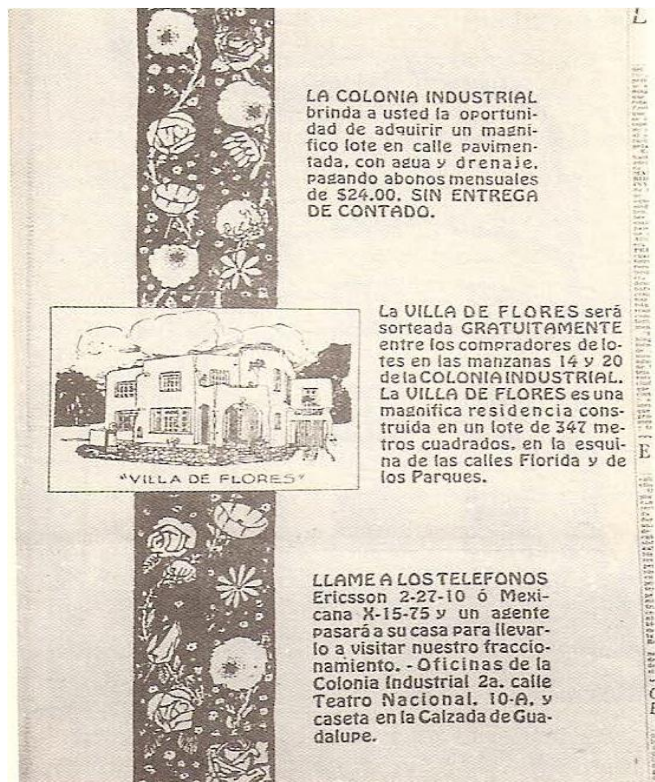 LA COLONIA INDUSTRIAL
brinda a usted la oportuni-
dad de adquirir un magní-
fico lote en calle pavimen-
tada, con agua y drenaje,
pagando abonos mensuales
de $24.00, SIN ENTREGA
DE CONTADO.
La VILLA DE FLORES será
sorteada GRATUITAMENTE
entre los compradores de lo-
tes en las manzanas 14 y 20
de la COLONIA INDUSTRIAL.
La VILLA DE FLORES es una
magnífica residencia cons-
truida en un lote de 347 me-
tros cuadrados, en la esqui-
na de las calles Florida y de
los Parques.
"VILLA DE FLORES"
LLAME A LOS TELEFONOS
Ericsson 2-27-10 ó Mexi-
cana X-15-75 y un agente
pasará a su casa para llevar-
lo a visitar nuestro fraccio-
namiento. - Oficinas de la
Colonia Industrial 2a. calle
Teatro Nacional, 10-A, y
caseta en la Calzada de Gua-
dalupe.
L
E